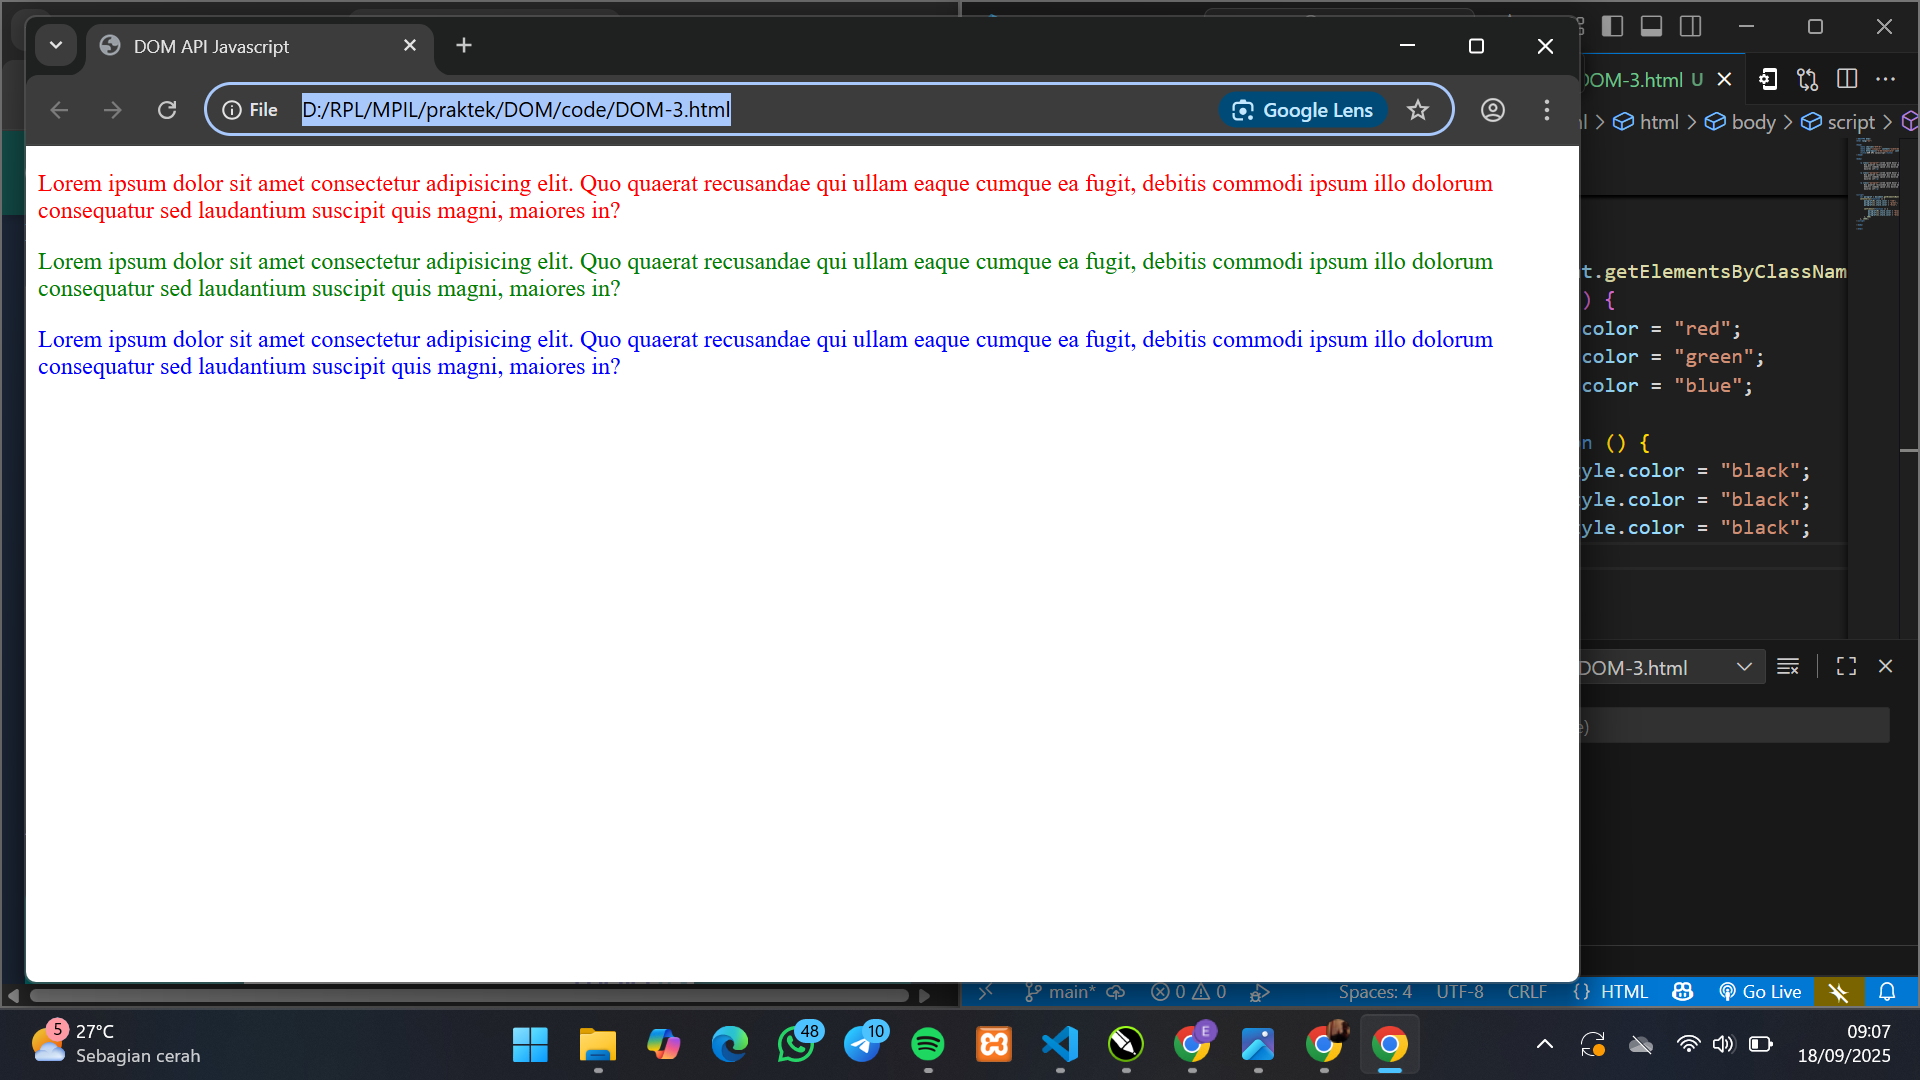 DOM API Javascript
DOM-3.html U
File D:/RPL/MPIL/praktek/DOM/code/DOM-3.html
Google Lens
html > body > script >
Lorem ipsum dolor sit amet consectetur adipisicing elit. Quo quaerat recusandae qui ullam eaque cumque ea fugit, debitis commodi ipsum illo dolorum
consequatur sed laudantium suscipit quis magni, maiores in?
Lorem ipsum dolor sit amet consectetur adipisicing elit. Quo quaerat recusandae qui ullam eaque cumque ea fugit, debitis commodi ipsum illo dolorum
consequatur sed laudantium suscipit quis magni, maiores in?
Lorem ipsum dolor sit amet consectetur adipisicing elit. Quo quaerat recusandae qui ullam eaque cumque ea fugit, debitis commodi ipsum illo dolorum
consequatur sed laudantium suscipit quis magni, maiores in?
t.getElementsByClassNam
) {
color = "red";
color = "green";
color = "blue";
n () {
yle.color = "black";
yle.color = "black";
yle.color = "black";
DOM-3.html
e)
main* 0 0 Spaces: 4 UTF-8 CRLF {} HTML Go Live
5 27°C
Sebagian cerah
48
10
E
09:07
18/09/2025